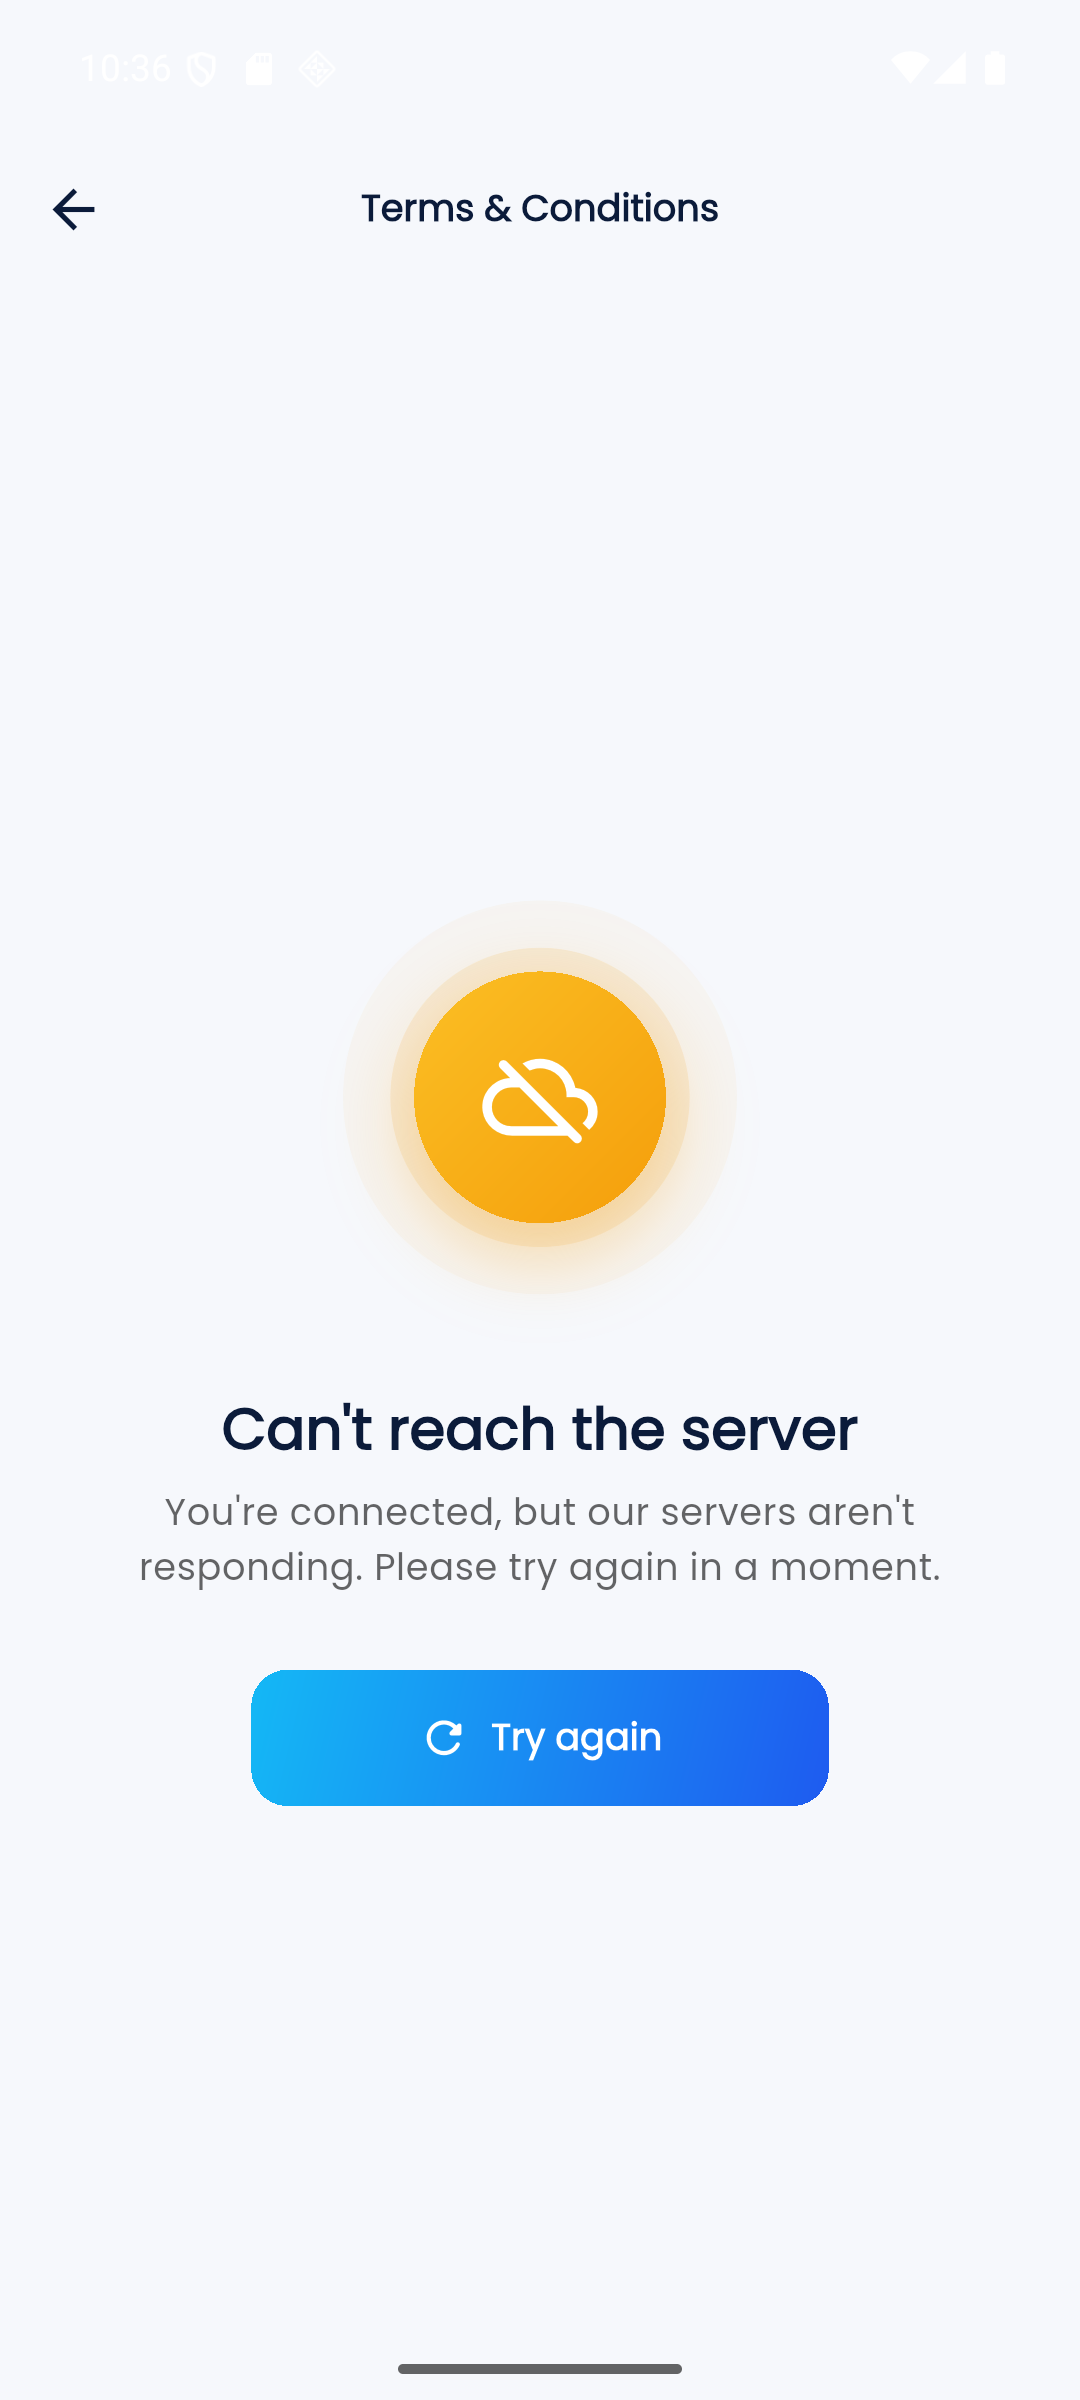 10:36
Terms & Conditions
Can't reach the server
You're connected, but our servers aren't
responding. Please try again in a moment.
Try again